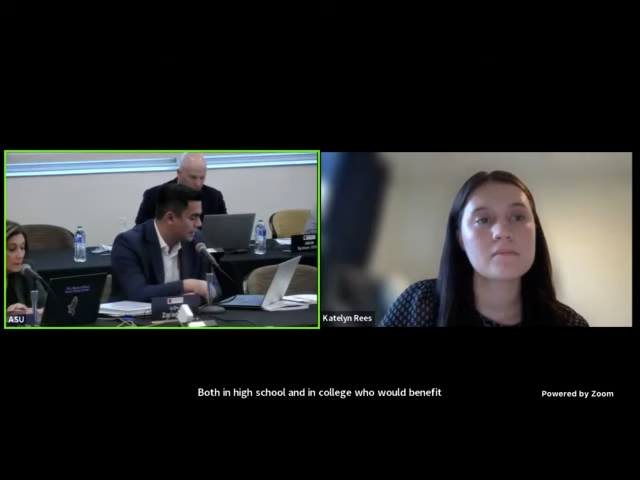 ASU
Katelyn Rees
Both in high school and in college who would benefit
Powered by Zoom